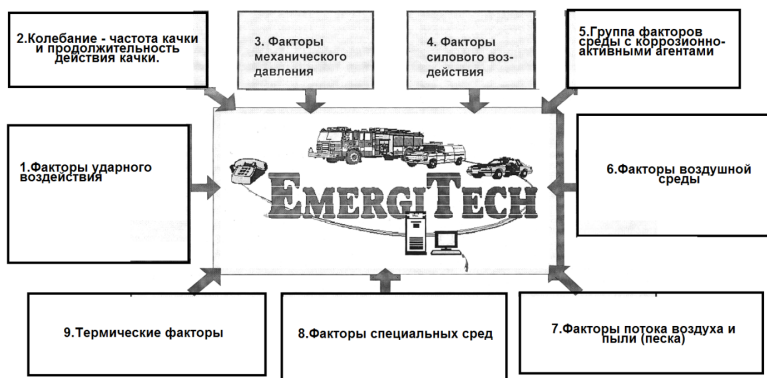 2.Колебание - частота качки
и продолжительность
действия качки.
3. Факторы
механического
давления
4. Факторы
силового воз-
действия
5.Группа факторов
среды с коррозионно-
активными агентами
1.Факторы ударного
воздействия
EMERGITECH
6.Факторы воздушной
среды
9.Термические факторы
8.Факторы специальных сред
7.Факторы потока воздуха и
пыли (песка)